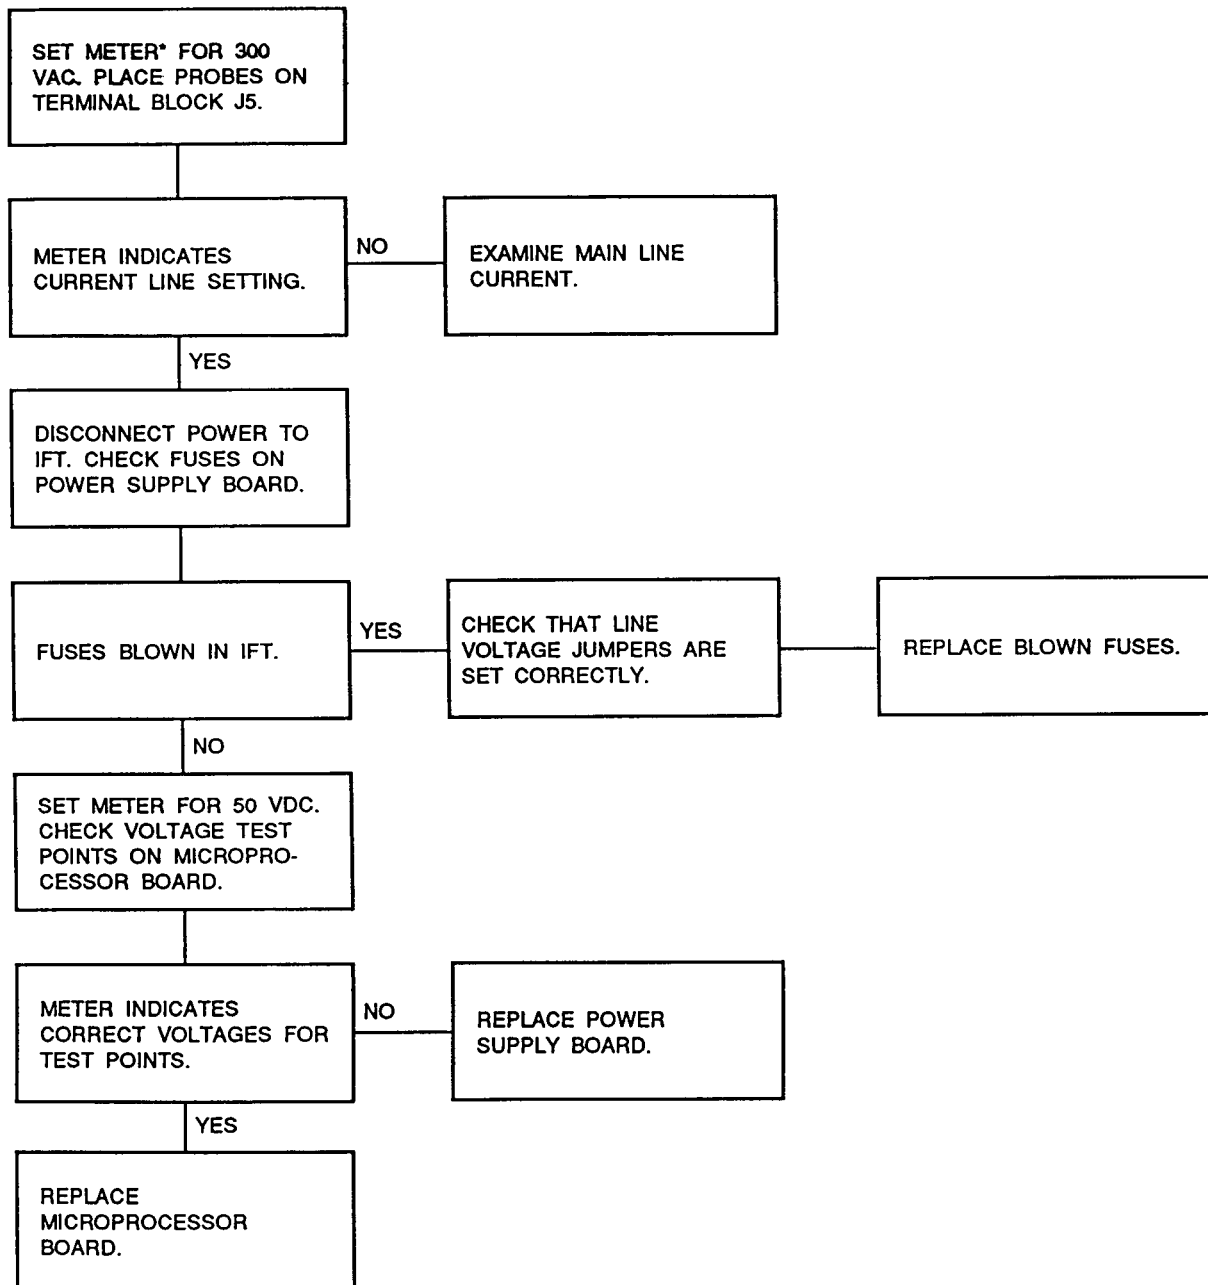 SET METER* FOR 300
VAC. PLACE PROBES ON
TERMINAL BLOCK J5.
METER INDICATES
CURRENT LINE SETTING.
NO
EXAMINE MAIN LINE
CURRENT.
YES
DISCONNECT POWER TO
IFT. CHECK FUSES ON
POWER SUPPLY BOARD.
FUSES BLOWN IN IFT.
YES
CHECK THAT LINE
VOLTAGE JUMPERS ARE
SET CORRECTLY.
REPLACE BLOWN FUSES.
NO
SET METER FOR 50 VDC.
CHECK VOLTAGE TEST
POINTS ON MICROPRO-
CESSOR BOARD.
METER INDICATES
CORRECT VOLTAGES FOR
TEST POINTS.
NO
REPLACE POWER
SUPPLY BOARD.
YES
REPLACE
MICROPROCESSOR
BOARD.